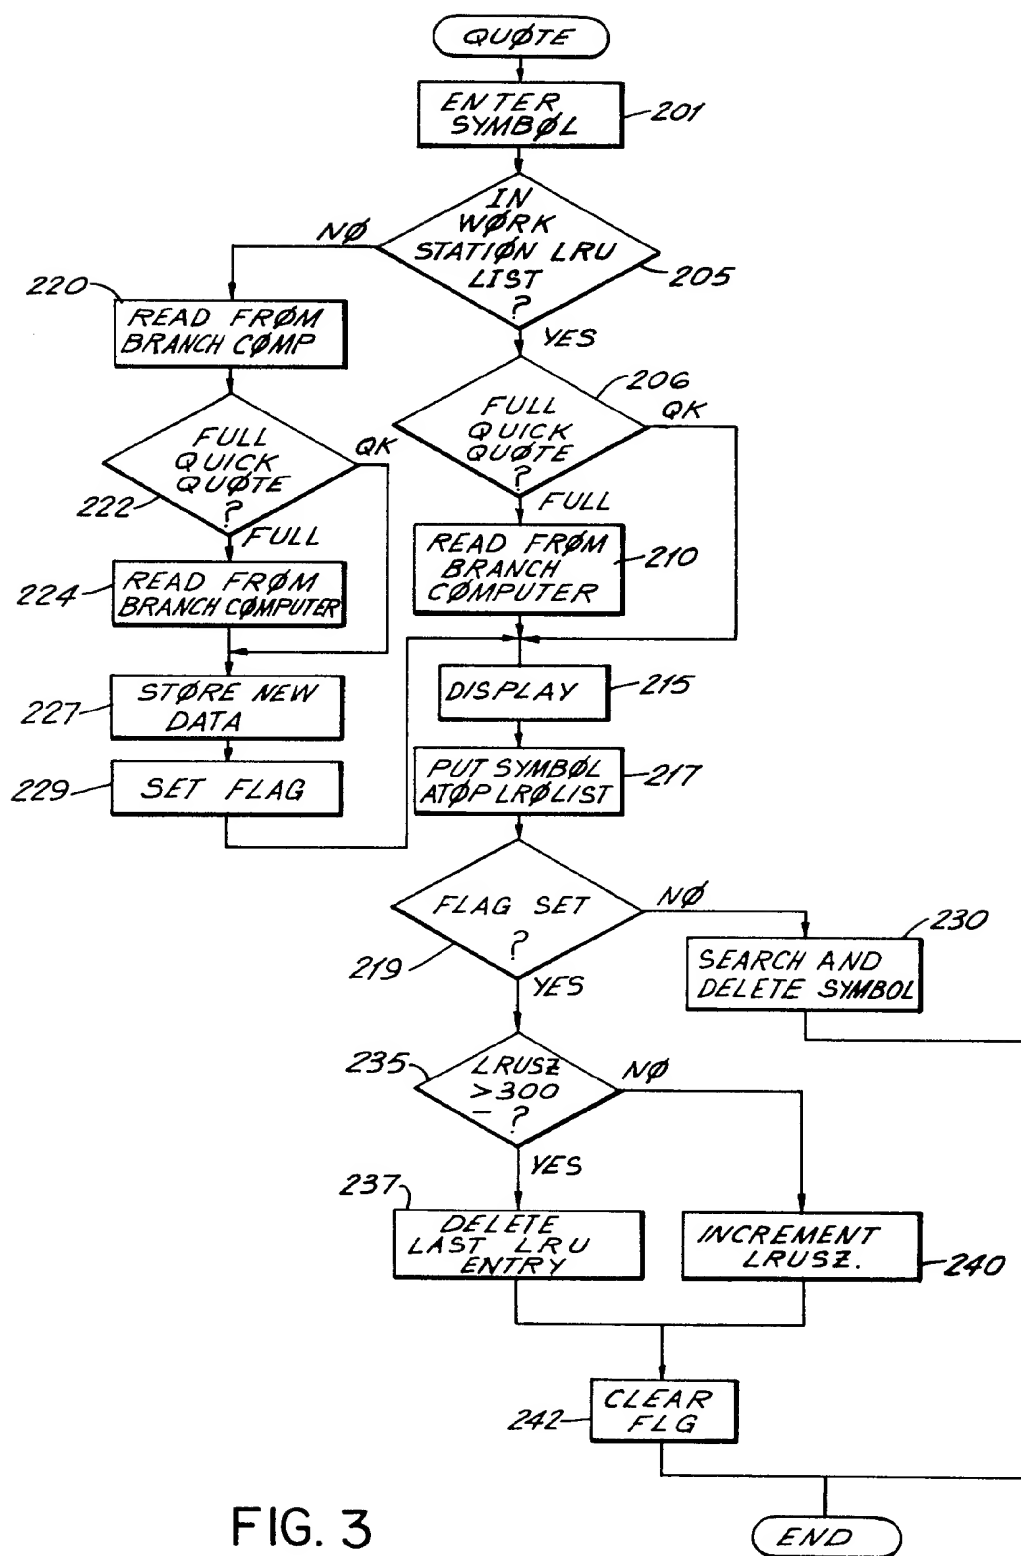 QUØTE
ENTER
SYMBØL
201
IN
WØRK
STATIØN LRU
LIST
?
205
NØ
YES
220
READ FRØM
BRANCH CØMP
206
FULL
QUICK
QUØTE
?
QK
FULL
FULL
QUICK
QUØTE
?
222
QK
FULL
READ FRØM
BRANCH
CØMPUTER
210
224
READ FRØM
BRANCH CØMPUTER
DISPLAY
215
227
STØRE NEW
DATA
229
SET FLAG
PUT SYMBØL
ATØP LRØLIST
217
FLAG SET
?
219
NØ
YES
230
SEARCH AND
DELETE SYMBOL
235
LRUSZ
>300
– ?
NØ
YES
237
DELETE
LAST LRU
ENTRY
INCREMENT
LRUSZ.
240
CLEAR
FLG
242
END
FIG. 3